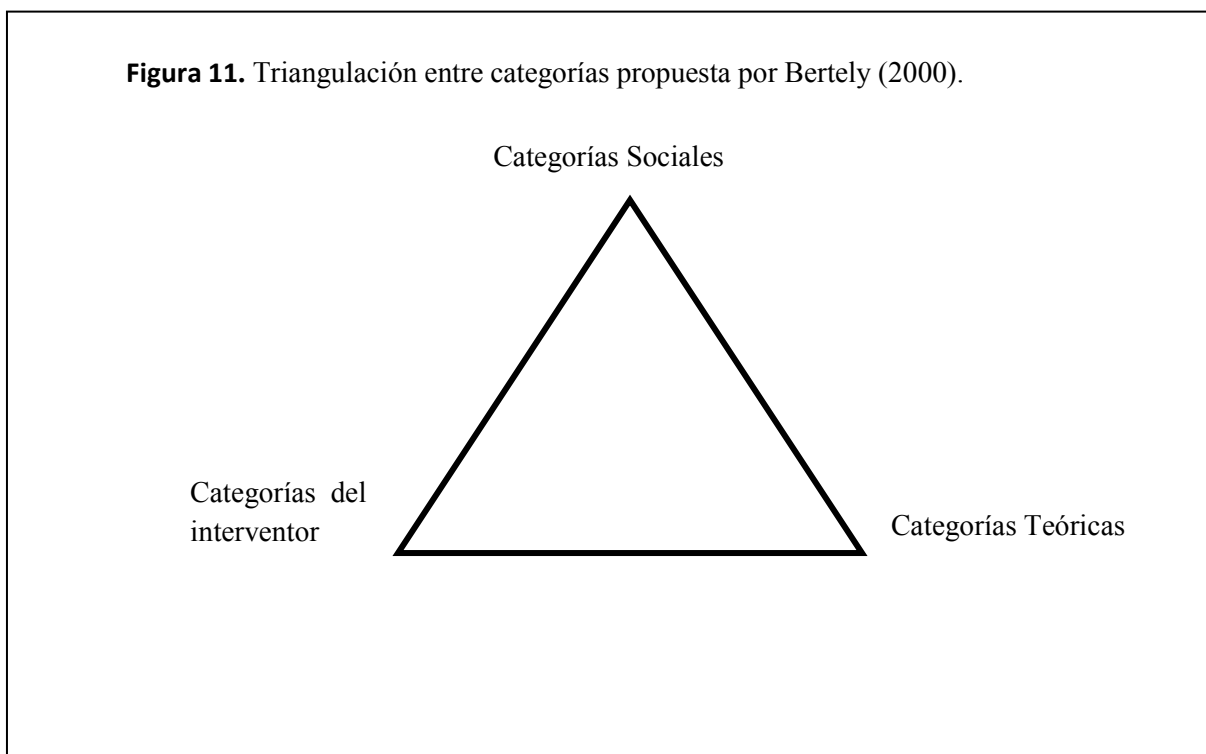 Figura 11. Triangulación entre categorías propuesta por Bertely (2000).
Categorías Sociales
Categorías del
interventor
Categorías Teóricas